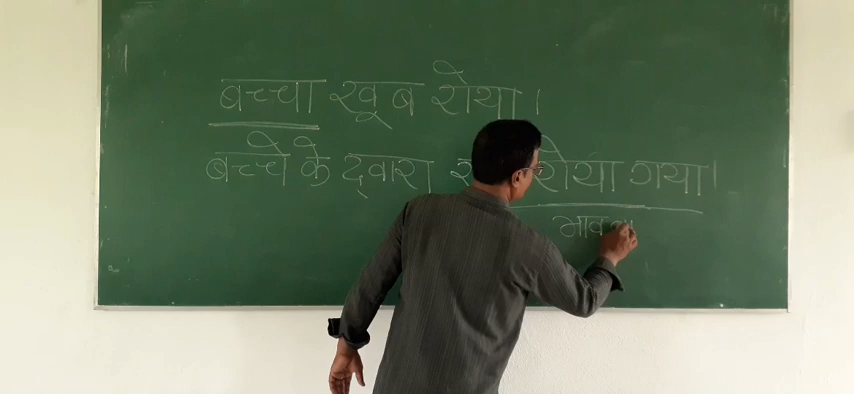 बच्चा खूब रोया।
बच्चे के द्वारा रोया गया।
भाव